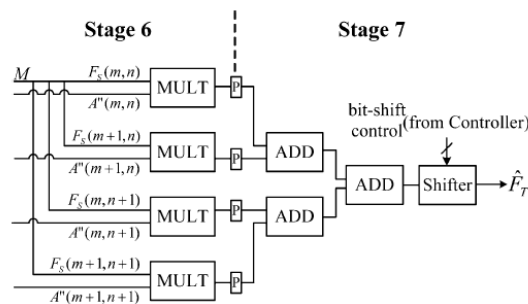 Stage 6
Stage 7
M
F_S(m,n)
A"(m,n)
MULT
P
F_S(m+1,n)
A"(m+1,n)
MULT
P
ADD
F_S(m,n+1)
A"(m,n+1)
MULT
P
ADD
F_S(m+1,n+1)
A"(m+1,n+1)
MULT
P
ADD
bit-shift
control (from Controller)
Shifter
F̂_T